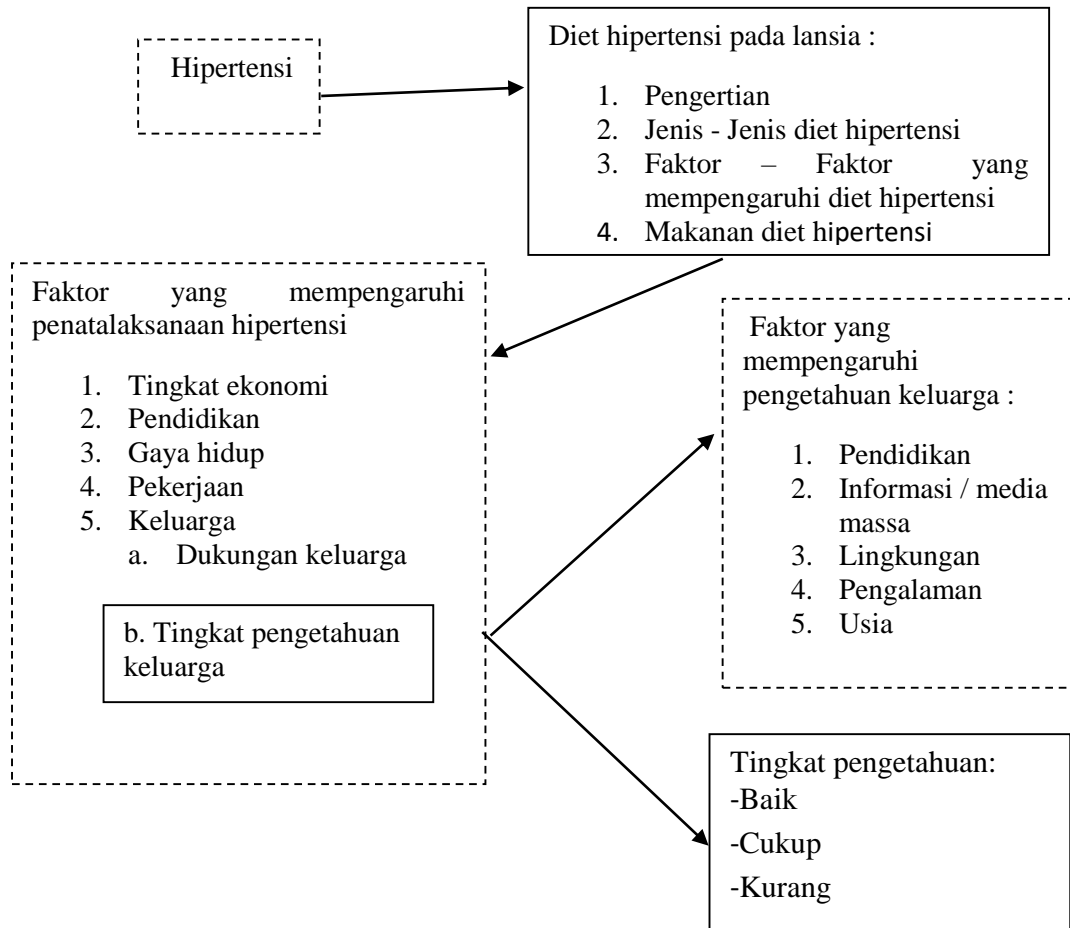 Hipertensi
Diet hipertensi pada lansia :
1. Pengertian
2. Jenis - Jenis diet hipertensi
3. Faktor – Faktor yang
mempengaruhi diet hipertensi
4. Makanan diet hipertensi
Faktor yang mempengaruhi
penatalaksanaan hipertensi
1. Tingkat ekonomi
2. Pendidikan
3. Gaya hidup
4. Pekerjaan
5. Keluarga
a. Dukungan keluarga
b. Tingkat pengetahuan
keluarga
Faktor yang
mempengaruhi
pengetahuan keluarga :
1. Pendidikan
2. Informasi / media
massa
3. Lingkungan
4. Pengalaman
5. Usia
Tingkat pengetahuan:
-Baik
-Cukup
-Kurang